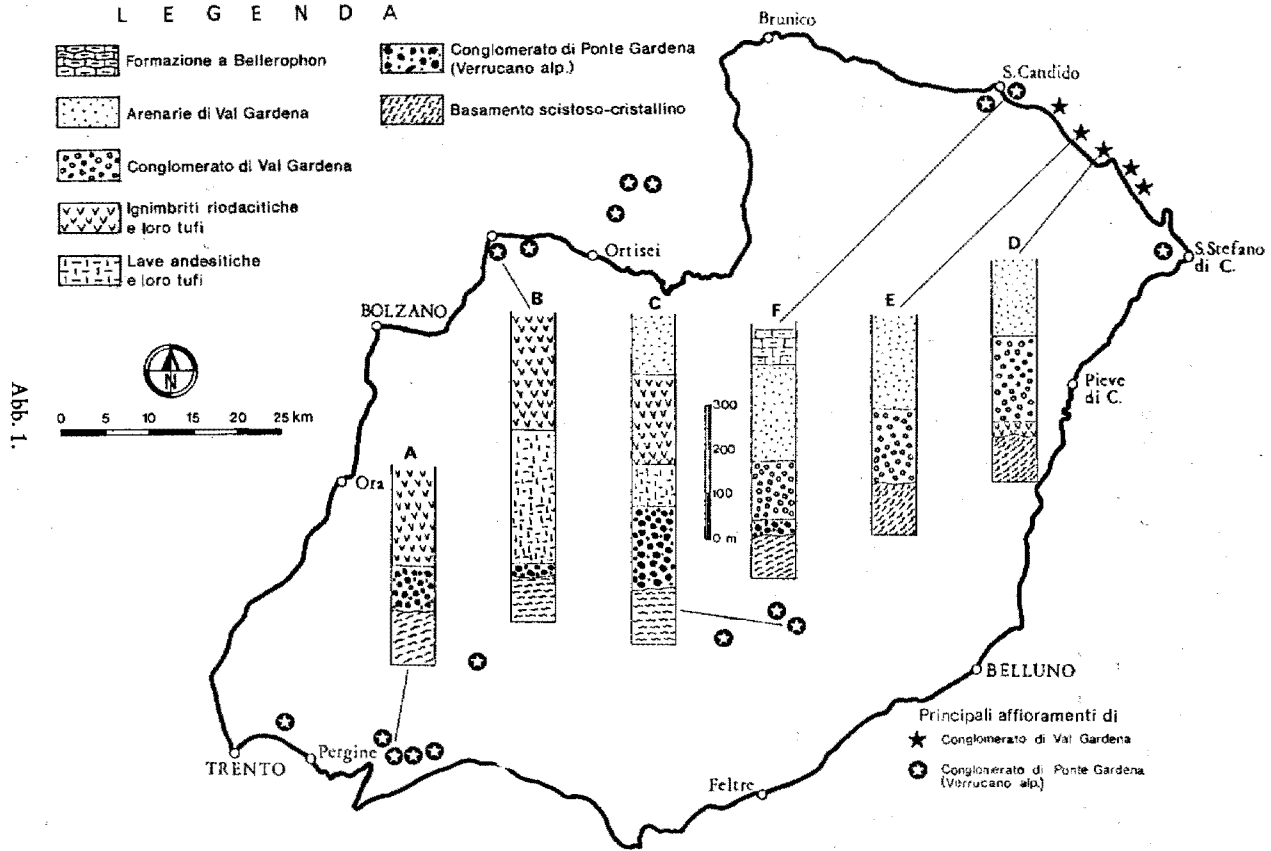 L E G E N D A
Formazione a Bellerophon
Arenarie di Val Gardena
Conglomerato di Val Gardena
Ignimbriti riodacitiche
e loro tufi
Lave andesitiche
e loro tufi
Conglomerato di Ponte Gardena
(Verrucano alp.)
Basamento scistoso-cristallino
Brunico
S.Candido
Ortisei
S.Stefano
di C.
BOLZANO
N
0 5 10 15 20 25 km
Abb. 1.
Ora
Pieve
di C.
A
B
C
F
E
D
300
200
100
0 m
BELLUNO
Pergine
TRENTO
Feltre
Principali affioramenti di
Conglomerato di Val Gardena
Conglomerato di Ponte Gardena
(Verrucano alp.)